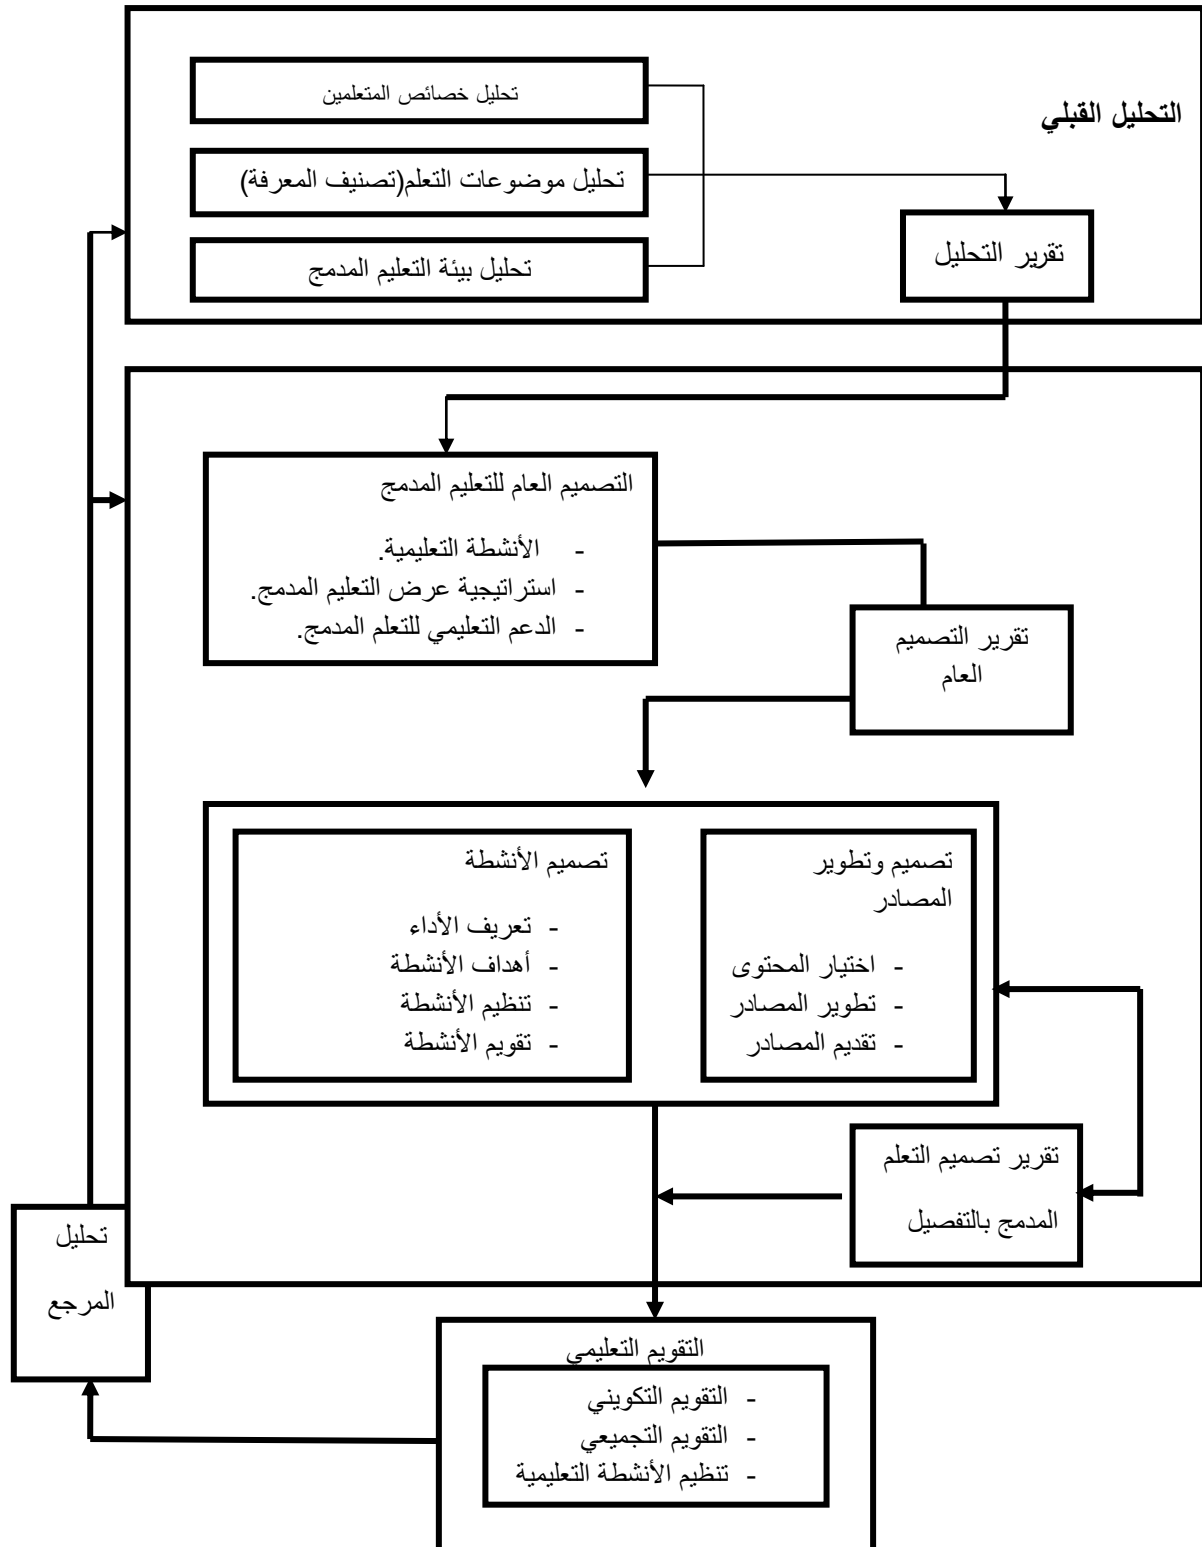 التحليل القبلي
تحليل خصائص المتعلمين
تحليل موضوعات التعلم(تصنيف المعرفة)
تحليل بيئة التعليم المدمج
تقرير التحليل
التصميم العام للتعليم المدمج
- الأنشطة التعليمية.
- استراتيجية عرض التعليم المدمج.
- الدعم التعليمي للتعلم المدمج.
تقرير التصميم
العام
تصميم وتطوير
المصادر
- اختيار المحتوى
- تطوير المصادر
- تقديم المصادر
تصميم الأنشطة
- تعريف الأداء
- أهداف الأنشطة
- تنظيم الأنشطة
- تقويم الأنشطة
تقرير تصميم التعلم
المدمج بالتفصيل
تحليل
المرجع
التقويم التعليمي
- التقويم التكويني
- التقويم التجميعي
- تنظيم الأنشطة التعليمية